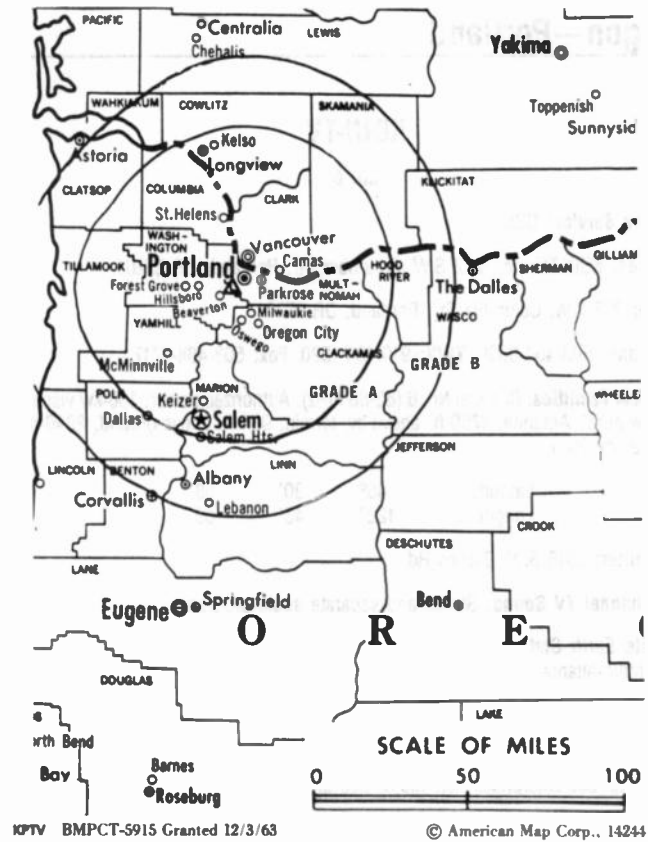 PACIFIC
Centralia
Chehalis
LEWIS
Yakima
WAHKIAKUM
COWLITZ
SKAMANIA
Toppenish
Sunnysid
Astoria
Kelso
Longview
CLATSOP
COLUMBIA
CLARK
KLICKITAT
St. Helens
WASH-
INGTON
Vancouver
Camas
TILLAMOOK
Portland
HOOD
RIVER
SHERMAN
GILLIAM
Forest Grove
Hillsboro
Beaverton
Parkrose
MULT-
NOMAH
The Dalles
WASCO
YAMHILL
Milwaukie
Oswego
Oregon City
CLACKAMAS
McMinnville
GRADE B
MARION
GRADE A
POLK
Keizer
WHEELE
Dallas
Salem
Salem Hts.
JEFFERSON
LINCOLN
BENTON
LINN
Albany
Corvallis
Lebanon
CROOK
DESCHUTES
LANE
Eugene
Springfield
Bend
O R E
DOUGLAS
LAKE
orth Bend
SCALE OF MILES
Bay
Barnes
0 50 100
Roseburg
KPTV BMPCT-5915 Granted 12/3/63
© American Map Corp., 14244